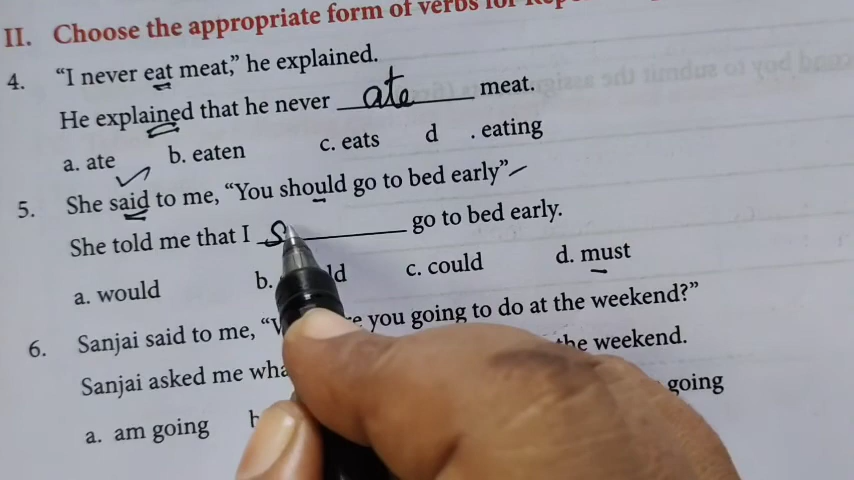 II. Choose the appropriate form of verbs for
4. “I never eat meat,” he explained.
He explained that he never ate meat.
a. ate b. eaten c. eats d . eating
5. She said to me, “You should go to bed early”
She told me that I S go to bed early.
a. would b. c. could d. must
6. Sanjai said to me, “ you going to do at the weekend?”
Sanjai asked me the weekend.
a. am going going